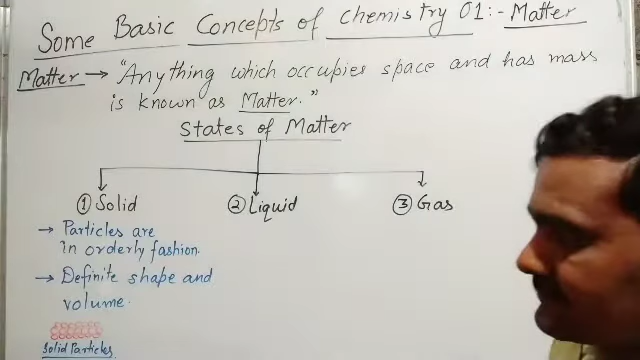 Some Basic Concepts of Chemistry 01:- Matter
Matter → "Anything which occupies space and has mass
is known as Matter."
States of Matter
① Solid ② Liquid ③ Gas
→ Particles are
in orderly fashion.
→ Definite shape and
volume.
Solid Particles